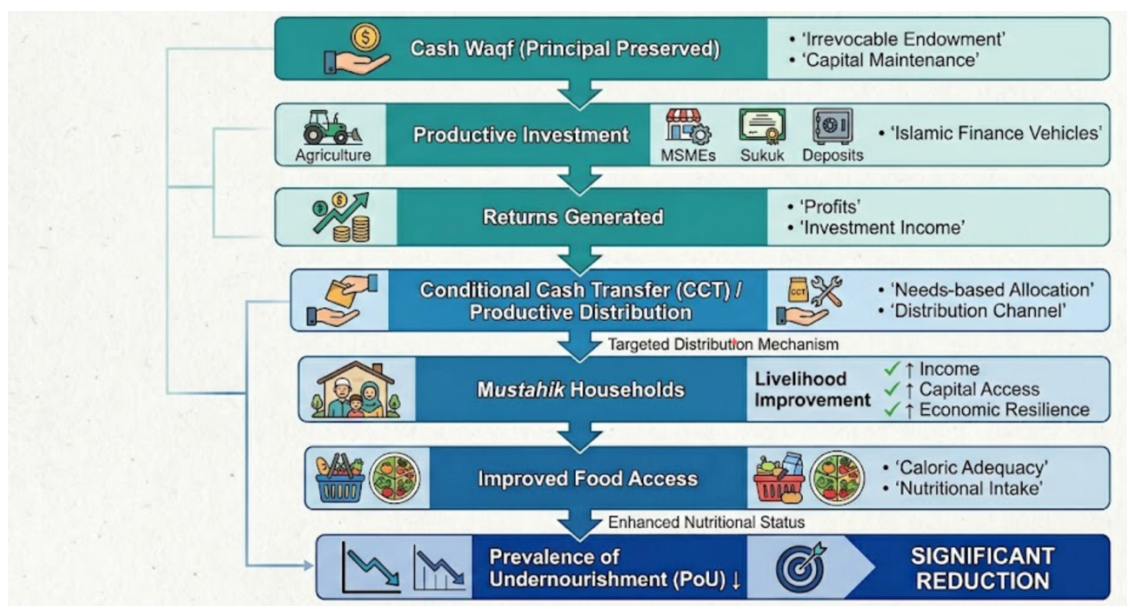 Cash Waqf (Principal Preserved)
• 'Irrevocable Endowment'
• 'Capital Maintenance'
Agriculture
Productive Investment
MSMEs
Sukuk
Deposits
• 'Islamic Finance Vehicles'
Returns Generated
• 'Profits'
• 'Investment Income'
Conditional Cash Transfer (CCT) /
Productive Distribution
CCT
• 'Needs-based Allocation'
• 'Distribution Channel'
Targeted Distribution Mechanism
Mustahik Households
Livelihood
Improvement
✓ ↑ Income
✓ ↑ Capital Access
✓ ↑ Economic Resilience
Improved Food Access
• 'Caloric Adequacy'
• 'Nutritional Intake'
Enhanced Nutritional Status
Prevalence of
Undernourishment (PoU) ↓
SIGNIFICANT
REDUCTION